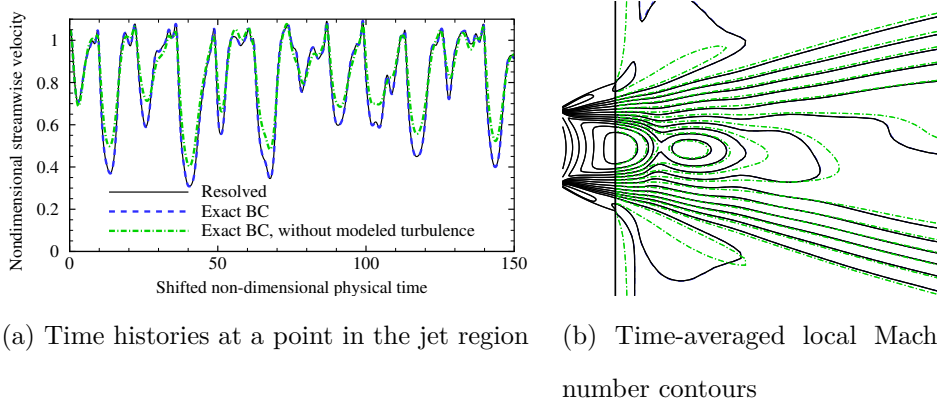 Nondimensional streamwise velocity
1
0.8
0.6
0.4
0.2
0
Resolved
Exact BC
Exact BC, without modeled turbulence
0 50 100 150
Shifted non-dimensional physical time
(a) Time histories at a point in the jet region
(b) Time-averaged local Mach
number contours